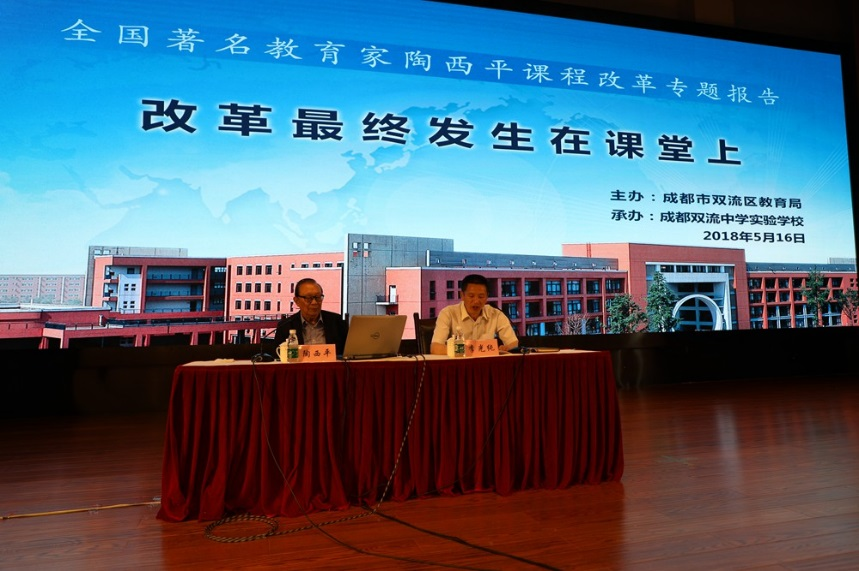 全国著名教育家陶西平课程改革专题报告
改革最终发生在课堂上
主办：成都市双流区教育局
承办：成都双流中学实验学校
2018年5月16日
陶西平